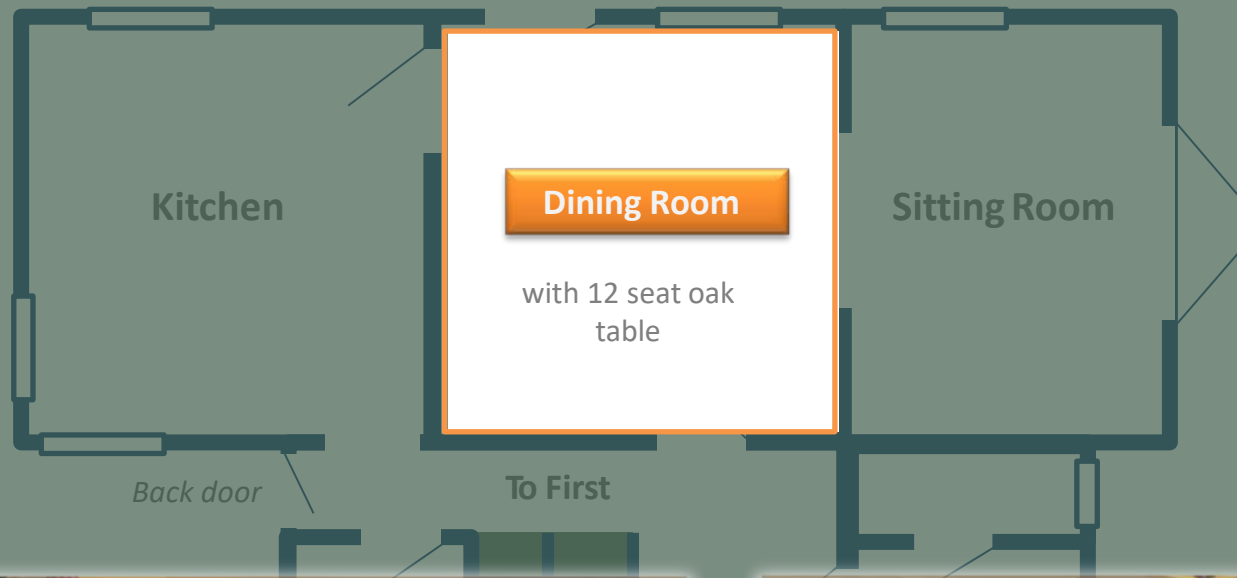 Kitchen
Dining Room
Sitting Room
with 12 seat oak
table
Back door
To First